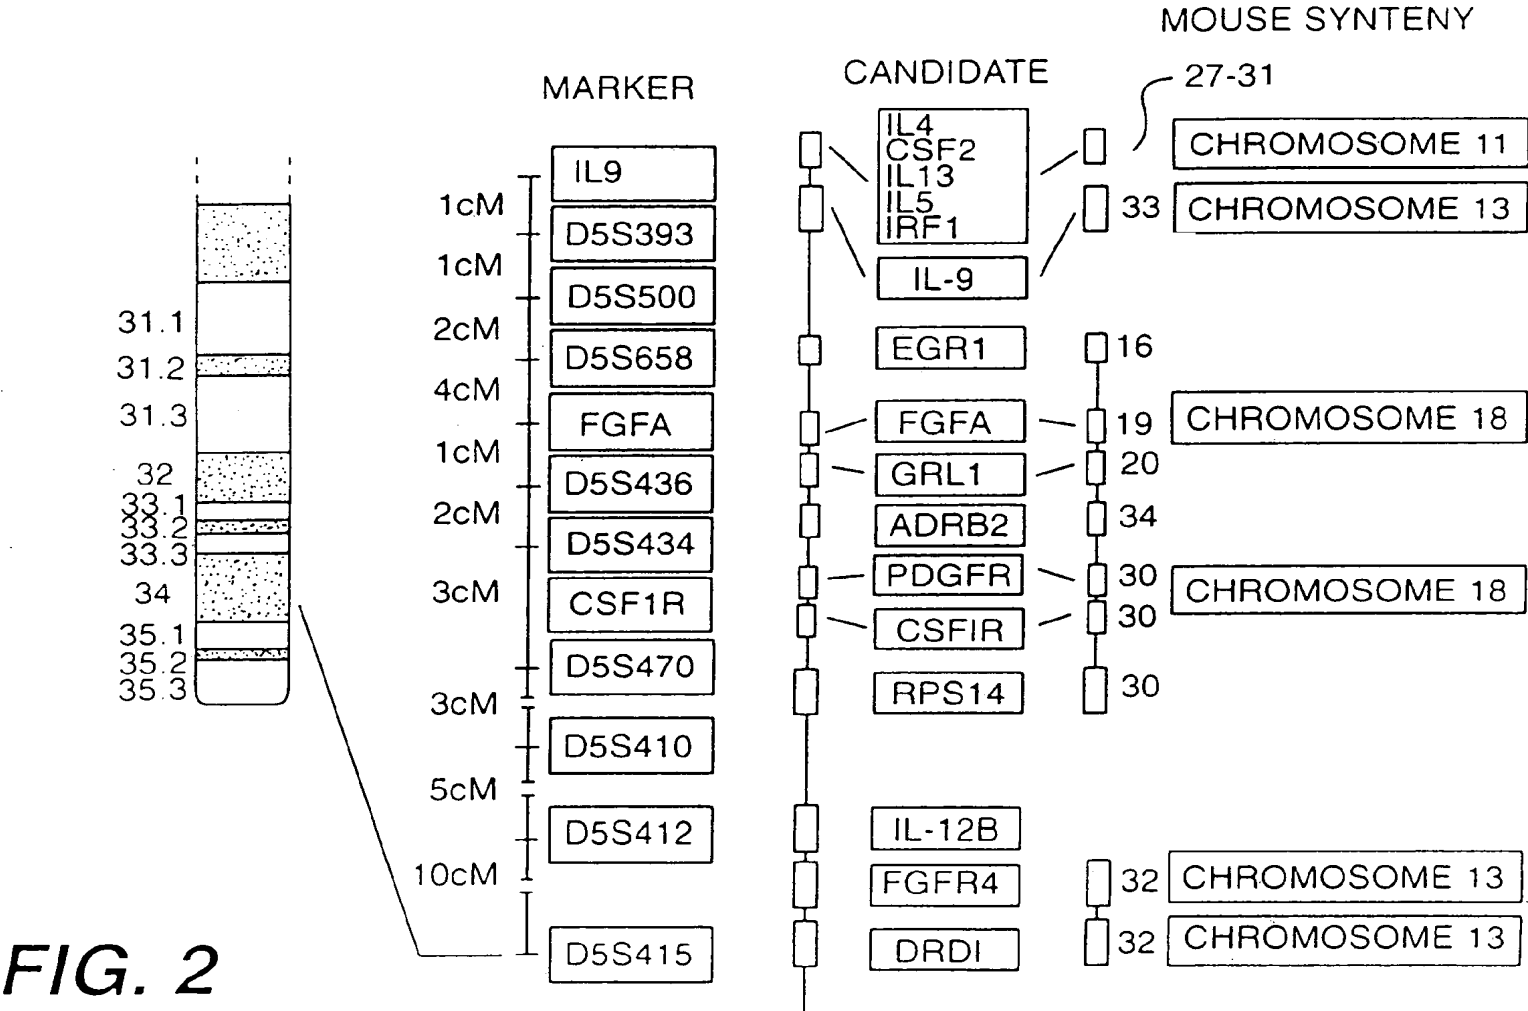 MOUSE SYNTENY
MARKER
CANDIDATE
27-31
31.1
31.2
31.3
32
33.1
33.2
33.3
34
35.1
35.2
35.3
1cM
1cM
2cM
4cM
1cM
2cM
3cM
3cM
5cM
10cM
IL9
D5S393
D5S500
D5S658
FGFA
D5S436
D5S434
CSF1R
D5S470
D5S410
D5S412
D5S415
IL4
CSF2
IL13
IL5
IRF1
IL-9
EGR1
FGFA
GRL1
ADRB2
PDGFR
CSFIR
RPS14
IL-12B
FGFR4
DRDI
33
16
19
20
34
30
30
30
32
32
CHROMOSOME 11
CHROMOSOME 13
CHROMOSOME 18
CHROMOSOME 18
CHROMOSOME 13
CHROMOSOME 13
FIG. 2